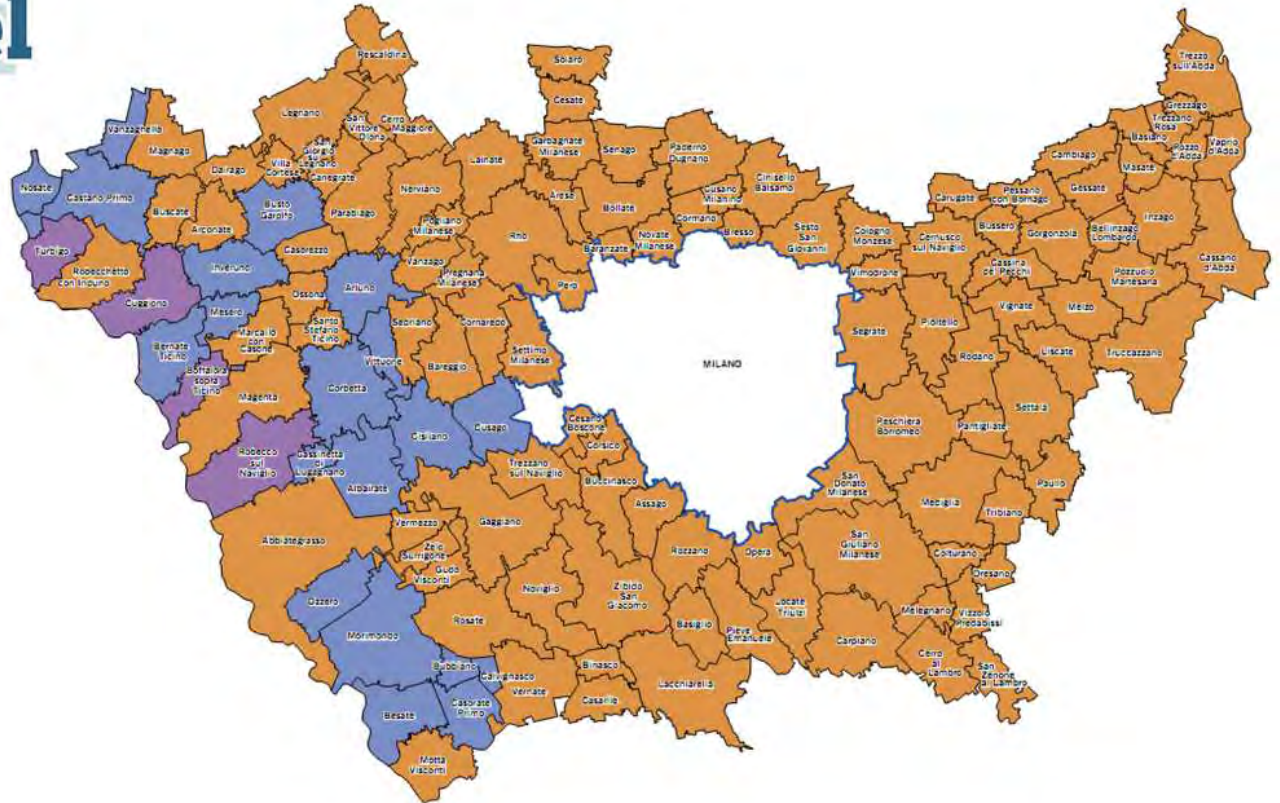 el
Rescaldina
Solaro
Trezzo
sull'Adda
Legnano
Cesate
Grezzago
Vanzaghello
San
Vittore
Olona
Cerro
Maggiore
Trezzano
Rosa
Basiano
Magnago
San
Giorgio
su
Legnano
Garbagnate
Milanese
Senago
Paderno
Dugnano
Pozzo
d'Adda
Vaprio
d'Adda
Dairago
Villa
Cortese
Canegrate
Lainate
Cambiago
Masate
Nosate
Castano Primo
Nerviano
Arese
Cinisello
Balsamo
Cusano
Milanino
Carugate
Pessano
con Bornago
Gessate
Buscate
Arconate
Busto
Garolfo
Parabiago
Pogliano
Milanese
Rho
Bollate
Cormano
Bresso
Sesto
San
Giovanni
Cologno
Monzese
Cernusco
sul Naviglio
Bussero
Gorgonzola
Bellinzago
Lombardo
Inzago
Turbigo
Robecchetto
con Induno
Casorezzo
Vanzago
Baranzate
Novate
Milanese
Cassano
d'Adda
Inveruno
Pregnana
Milanese
Pero
Vimodrone
Cassina
de' Pecchi
Pozzuolo
Martesana
Cuggiono
Ossona
Arluno
Mesero
Sedriano
Cornaredo
Segrate
Pioltello
Vignate
Melzo
Bernate
Ticino
Marcallo
con
Casone
Santo
Stefano
Ticino
Vittuone
Bareggio
Settimo
Milanese
MILANO
Rodano
Liscate
Truccazzano
Boffalora
sopra
Ticino
Magenta
Corbetta
Settala
Cisliano
Cusago
Cesano
Boscone
Corsico
Peschiera
Borromeo
Pantigliate
Robecco
sul
Naviglio
Cassinetta
di
Lugagnano
Albairate
Trezzano
sul Naviglio
Buccinasco
Assago
San
Donato
Milanese
Mediglia
Paullo
Tribiano
Abbiategrasso
Vermezzo
Gaggiano
Zelo
Surrigone
Gudo
Visconti
Rozzano
Opera
San
Giuliano
Milanese
Colturano
Dresano
Ozzero
Noviglio
Zibido
San
Giacomo
Locate
Triulzi
Morimondo
Rosate
Basiglio
Pieve
Emanuele
Carpiano
Melegnano
Vizzolo
Predabissi
Bubbiano
Calvignasco
Vernate
Binasco
Casarile
Lacchiarella
Cerro
al
Lambro
San
Zenone
al Lambro
Besate
Casorate
Primo
Motta
Visconti